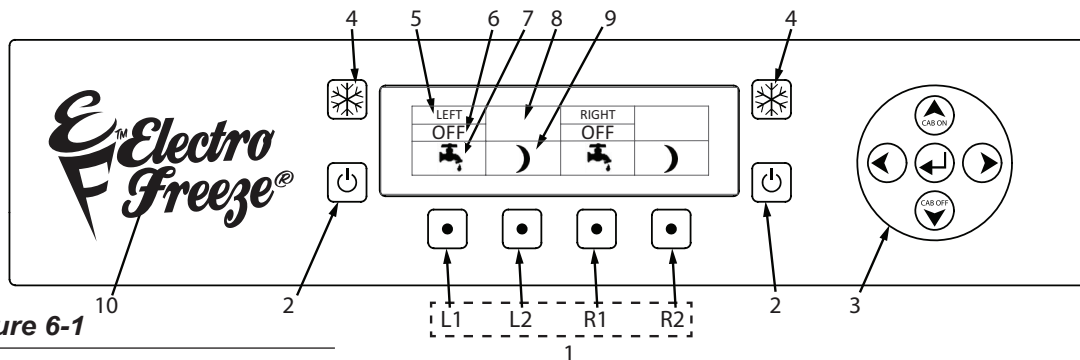 4 5 6 7 8 9 4
LEFT RIGHT
OFF OFF
CAB ON
™Electro
Freeze®
CAB OFF
10 2 2 3
L1 L2 R1 R2
1
ure 6-1